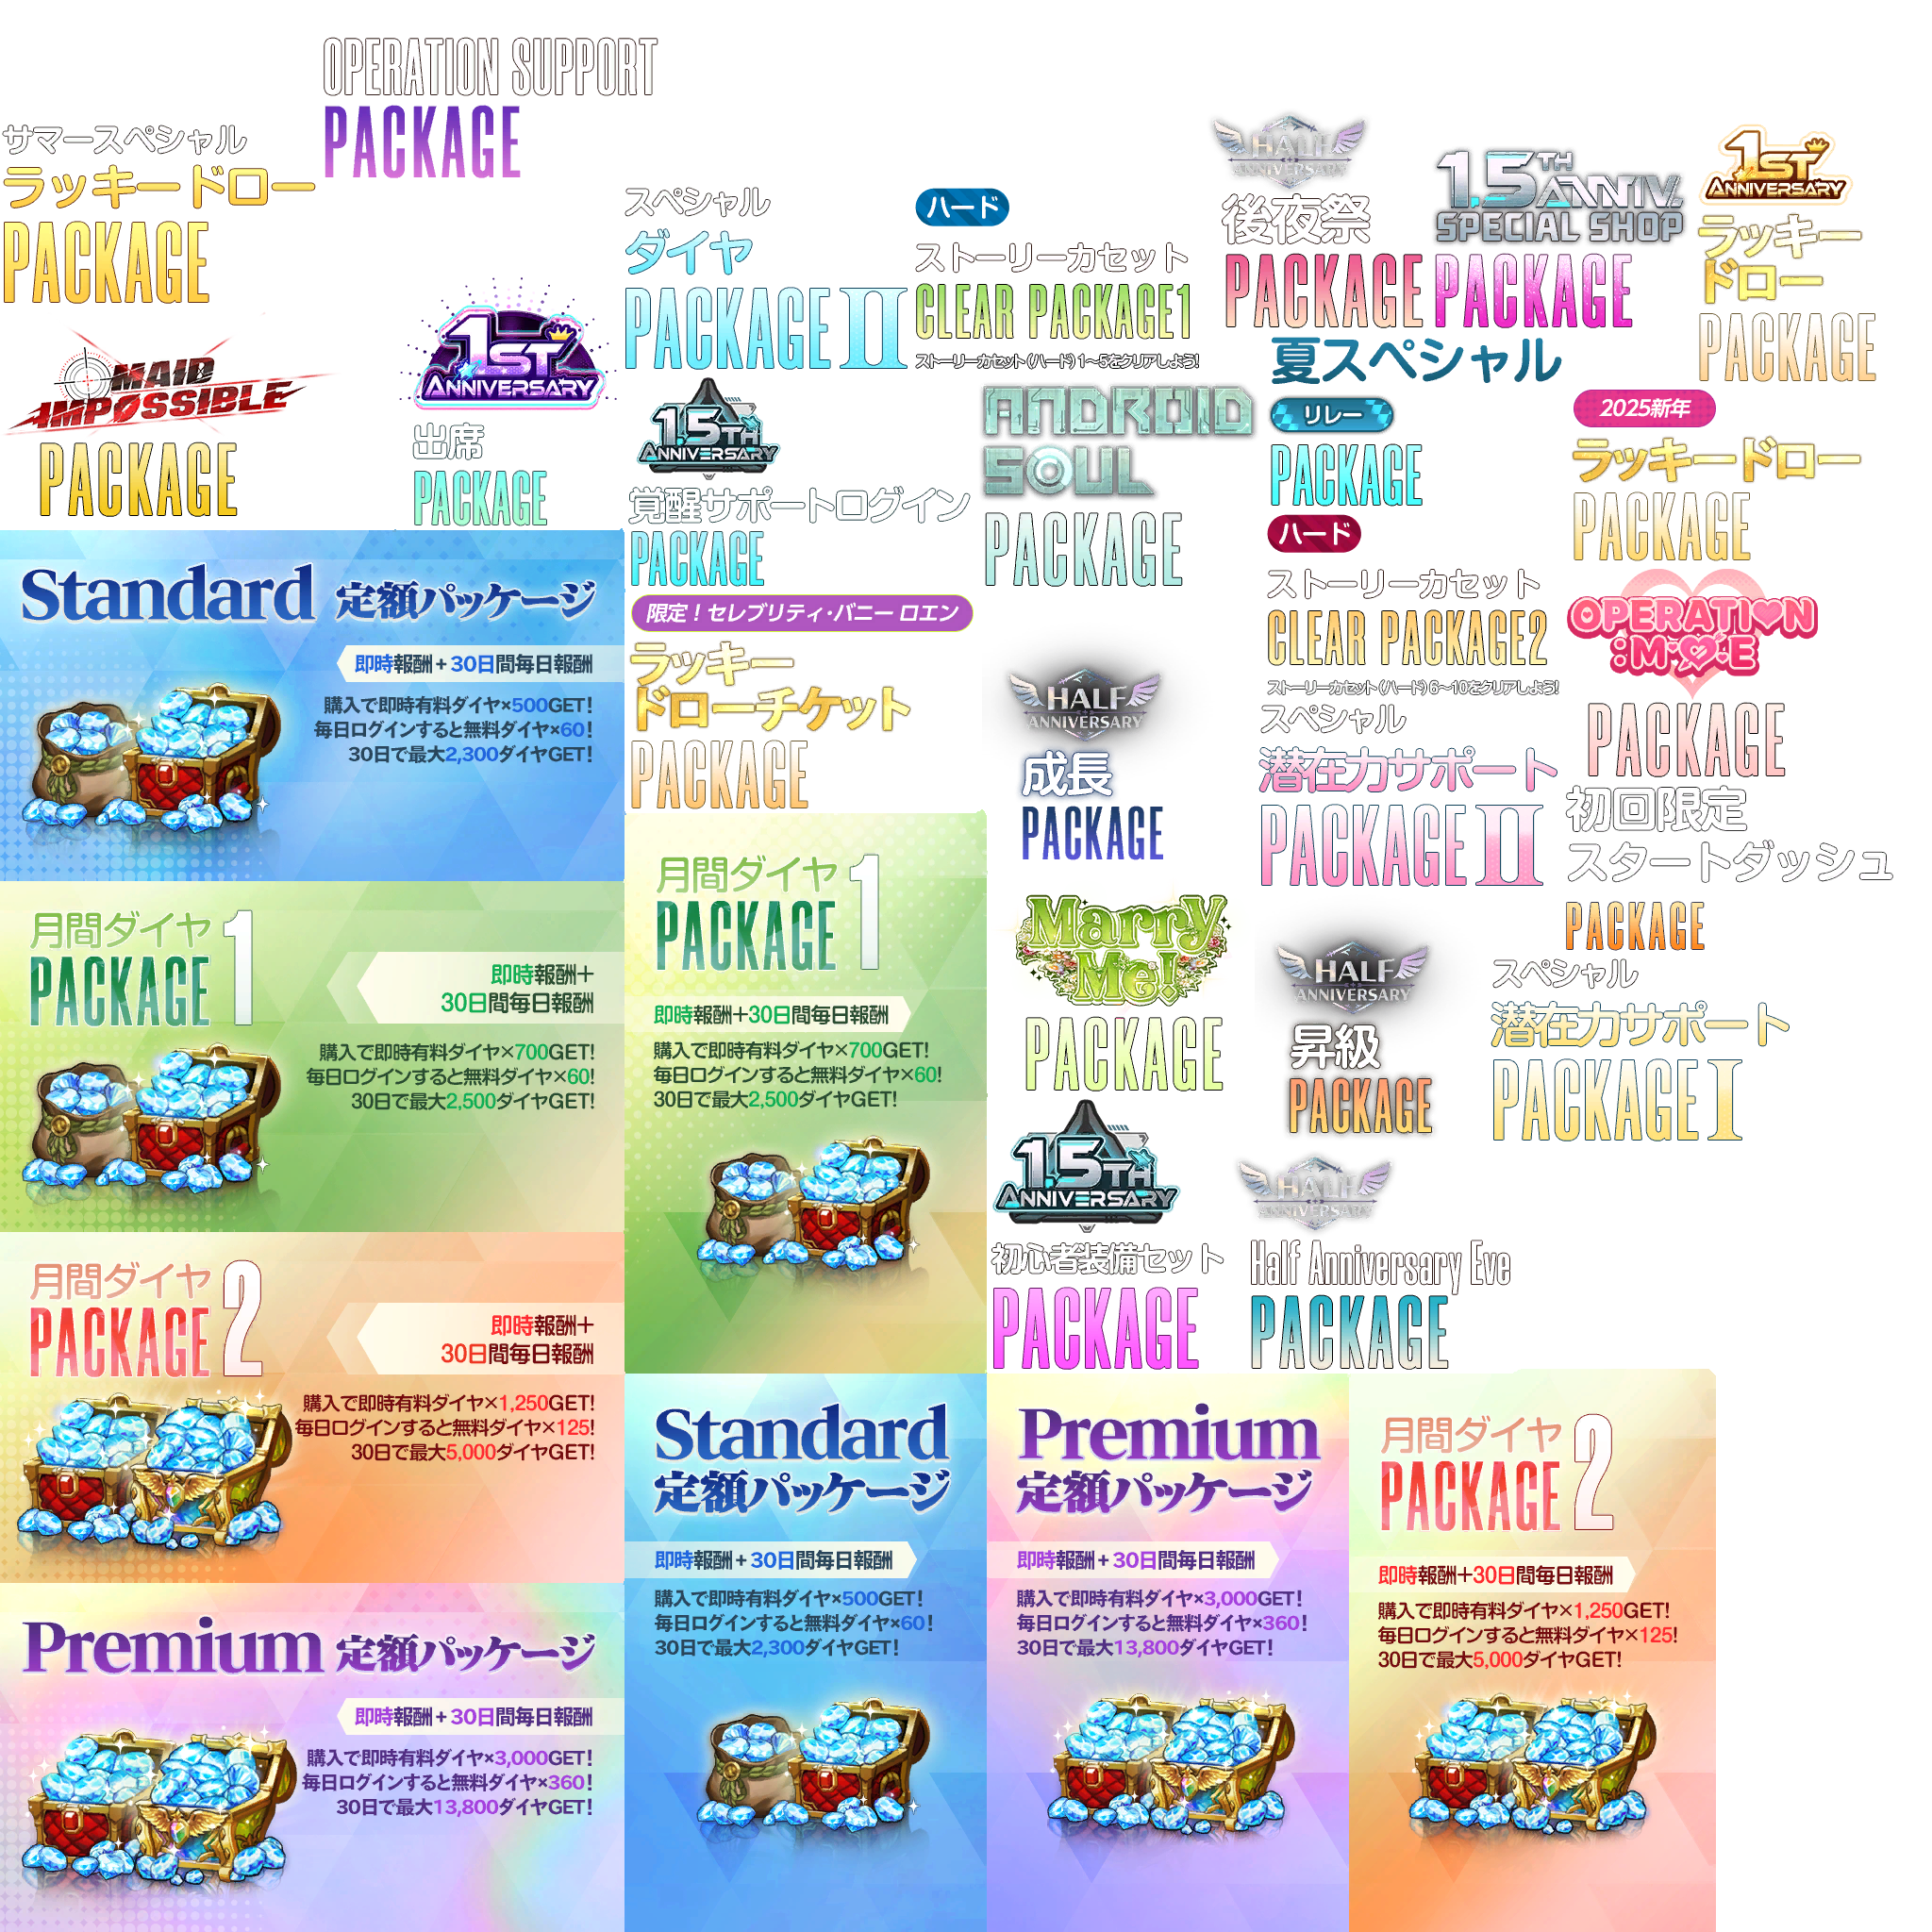 OPERATION SUPPORT
PACKAGE
サマースペシャル
ラッキードロー
PACKAGE
MAID
IMPOSSIBLE
PACKAGE
1ST
ANNIVERSARY
出席
PACKAGE
スペシャル
ダイヤ
PACKAGE II
ハード
ストーリーカセット
CLEAR PACKAGE1
ストーリーカセット(ハード)1〜5をクリアしよう!
HALF
ANNIVERSARY
後夜祭
PACKAGE
1.5TH ANNIV.
SPECIAL SHOP
PACKAGE
1ST
ANNIVERSARY
ラッキー
ドロー
PACKAGE
1.5TH
ANNIVERSARY
覚醒サポートログイン
PACKAGE
ANDROID
SOUL
PACKAGE
夏スペシャル
リレー
PACKAGE
2025新年
ラッキードロー
PACKAGE
ハード
ストーリーカセット
CLEAR PACKAGE2
ストーリーカセット(ハード)6〜10をクリアしよう!
OPERATION
:M・E
PACKAGE
限定!セレブリティ・バニー ロエン
ラッキー
ドローチケット
PACKAGE
HALF
ANNIVERSARY
成長
PACKAGE
スペシャル
潜在力サポート
PACKAGE II
初回限定
スタートダッシュ
PACKAGE
Marry
Me!
PACKAGE
HALF
ANNIVERSARY
昇級
PACKAGE
スペシャル
潜在力サポート
PACKAGE I
1.5TH
ANNIVERSARY
初心者装備セット
PACKAGE
HALF
ANNIVERSARY
Half Anniversary Eve
PACKAGE
Standard 定額パッケージ
即時報酬+30日間毎日報酬
購入で即時有料ダイヤ×500GET!
毎日ログインすると無料ダイヤ×60!
30日で最大2,300ダイヤGET!
月間ダイヤ
PACKAGE 1
即時報酬+
30日間毎日報酬
購入で即時有料ダイヤ×700GET!
毎日ログインすると無料ダイヤ×60!
30日で最大2,500ダイヤGET!
月間ダイヤ
PACKAGE 2
即時報酬+
30日間毎日報酬
購入で即時有料ダイヤ×1,250GET!
毎日ログインすると無料ダイヤ×125!
30日で最大5,000ダイヤGET!
Premium 定額パッケージ
即時報酬+30日間毎日報酬
購入で即時有料ダイヤ×3,000GET!
毎日ログインすると無料ダイヤ×360!
30日で最大13,800ダイヤGET!
月間ダイヤ
PACKAGE 1
即時報酬+30日間毎日報酬
購入で即時有料ダイヤ×700GET!
毎日ログインすると無料ダイヤ×60!
30日で最大2,500ダイヤGET!
Standard
定額パッケージ
即時報酬+30日間毎日報酬
購入で即時有料ダイヤ×500GET!
毎日ログインすると無料ダイヤ×60!
30日で最大2,300ダイヤGET!
Premium
定額パッケージ
即時報酬+30日間毎日報酬
購入で即時有料ダイヤ×3,000GET!
毎日ログインすると無料ダイヤ×360!
30日で最大13,800ダイヤGET!
月間ダイヤ
PACKAGE 2
即時報酬+30日間毎日報酬
購入で即時有料ダイヤ×1,250GET!
毎日ログインすると無料ダイヤ×125!
30日で最大5,000ダイヤGET!